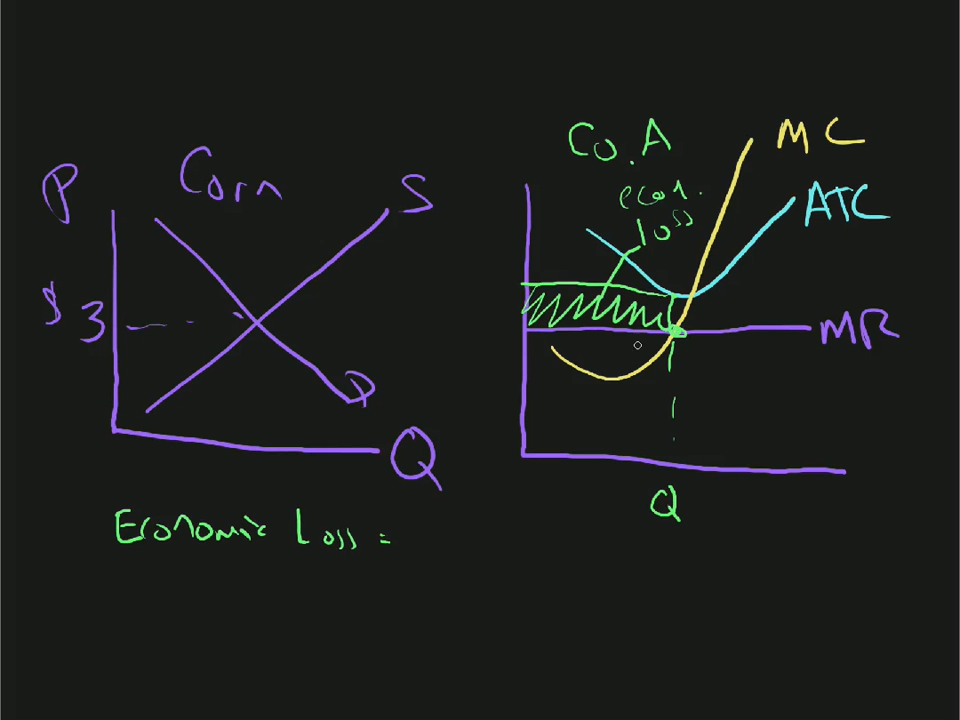 Corn
P
S
$3
D
Q
Economic Loss =
Co. A
econ.
loss
MC
ATC
MR
Q